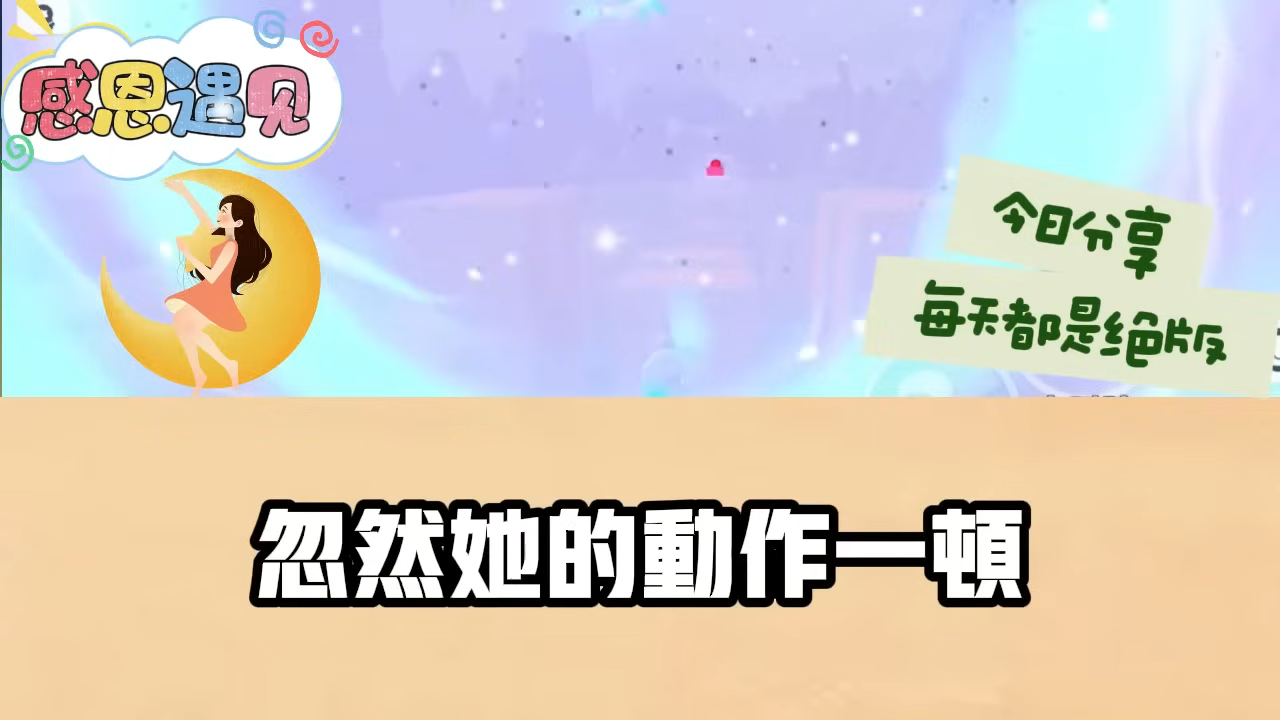 感恩遇见
今日分享
每天都是绝版
忽然她的動作一頓